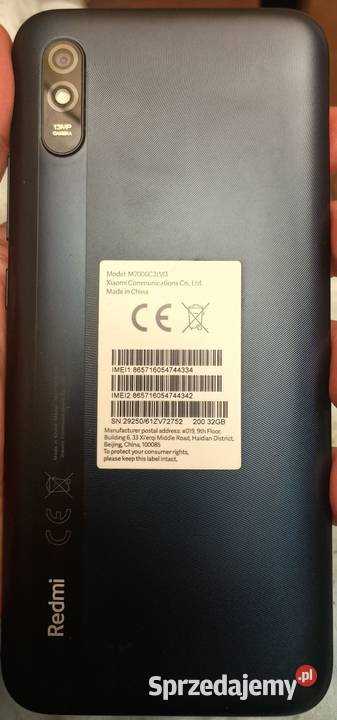 13MP
CAMERA
Model: M2006C3LVG
Xiaomi Communications Co., Ltd.
Made in China
CE
IMEI1:865716054744334
IMEI2:865716054744342
SN 29250/61ZV72752 200 32GB
Manufacturer postal address: #019, 9th Floor,
Building 6, 33 Xi'erqi Middle Road, Haidian District,
Beijing, China, 100085
To protect your consumer rights,
please keep this label intact.
CE
Redmi
Sprzedajemy.pl